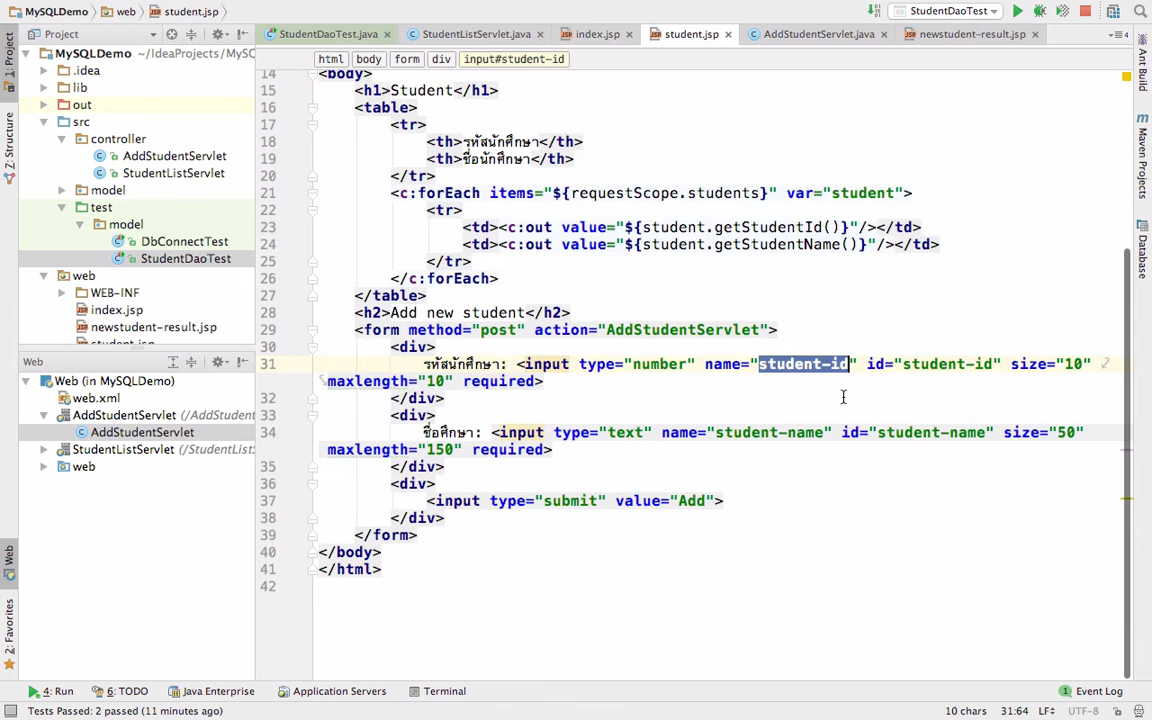 MySQLDemo web student.jsp StudentDaoTest
1: Project
Z: Structure
Web
2: Favorites
Project
StudentDaoTest.java StudentListServlet.java index.jsp student.jsp AddStudentServlet.java newstudent-result.jsp
html body form div input#student-id
MySQLDemo ~/IdeaProjects/MySC
.idea
lib
out
src
controller
AddStudentServlet
StudentListServlet
model
test
model
DbConnectTest
StudentDaoTest
web
WEB-INF
index.jsp
newstudent-result.jsp
student.jsp
Web
Web (in MySQLDemo)
web.xml
AddStudentServlet (/AddStuden
AddStudentServlet
StudentListServlet (/StudentList
web
14 <body>
15 <h1>Student</h1>
16 <table>
17 <tr>
18 <th>รหัสนักศึกษา</th>
19 <th>ชื่อนักศึกษา</th>
20 </tr>
21 <c:forEach items="${requestScope.students}" var="student">
22 <tr>
23 <td><c:out value="${student.getStudentId()}"/></td>
24 <td><c:out value="${student.getStudentName()}"/></td>
25 </tr>
26 </c:forEach>
27 </table>
28 <h2>Add new student</h2>
29 <form method="post" action="AddStudentServlet">
30 <div>
31 รหัสนักศึกษา: <input type="number" name="student-id" id="student-id" size="10"
maxlength="10" required>
32 </div>
33 <div>
34 ชื่อศึกษา: <input type="text" name="student-name" id="student-name" size="50"
maxlength="150" required>
35 </div>
36 <div>
37 <input type="submit" value="Add">
38 </div>
39 </form>
40 </body>
41 </html>
42
Ant Build
Maven Projects
Database
4: Run 6: TODO Java Enterprise Application Servers Terminal Event Log
Tests Passed: 2 passed (11 minutes ago) 10 chars 31:64 LF UTF-8